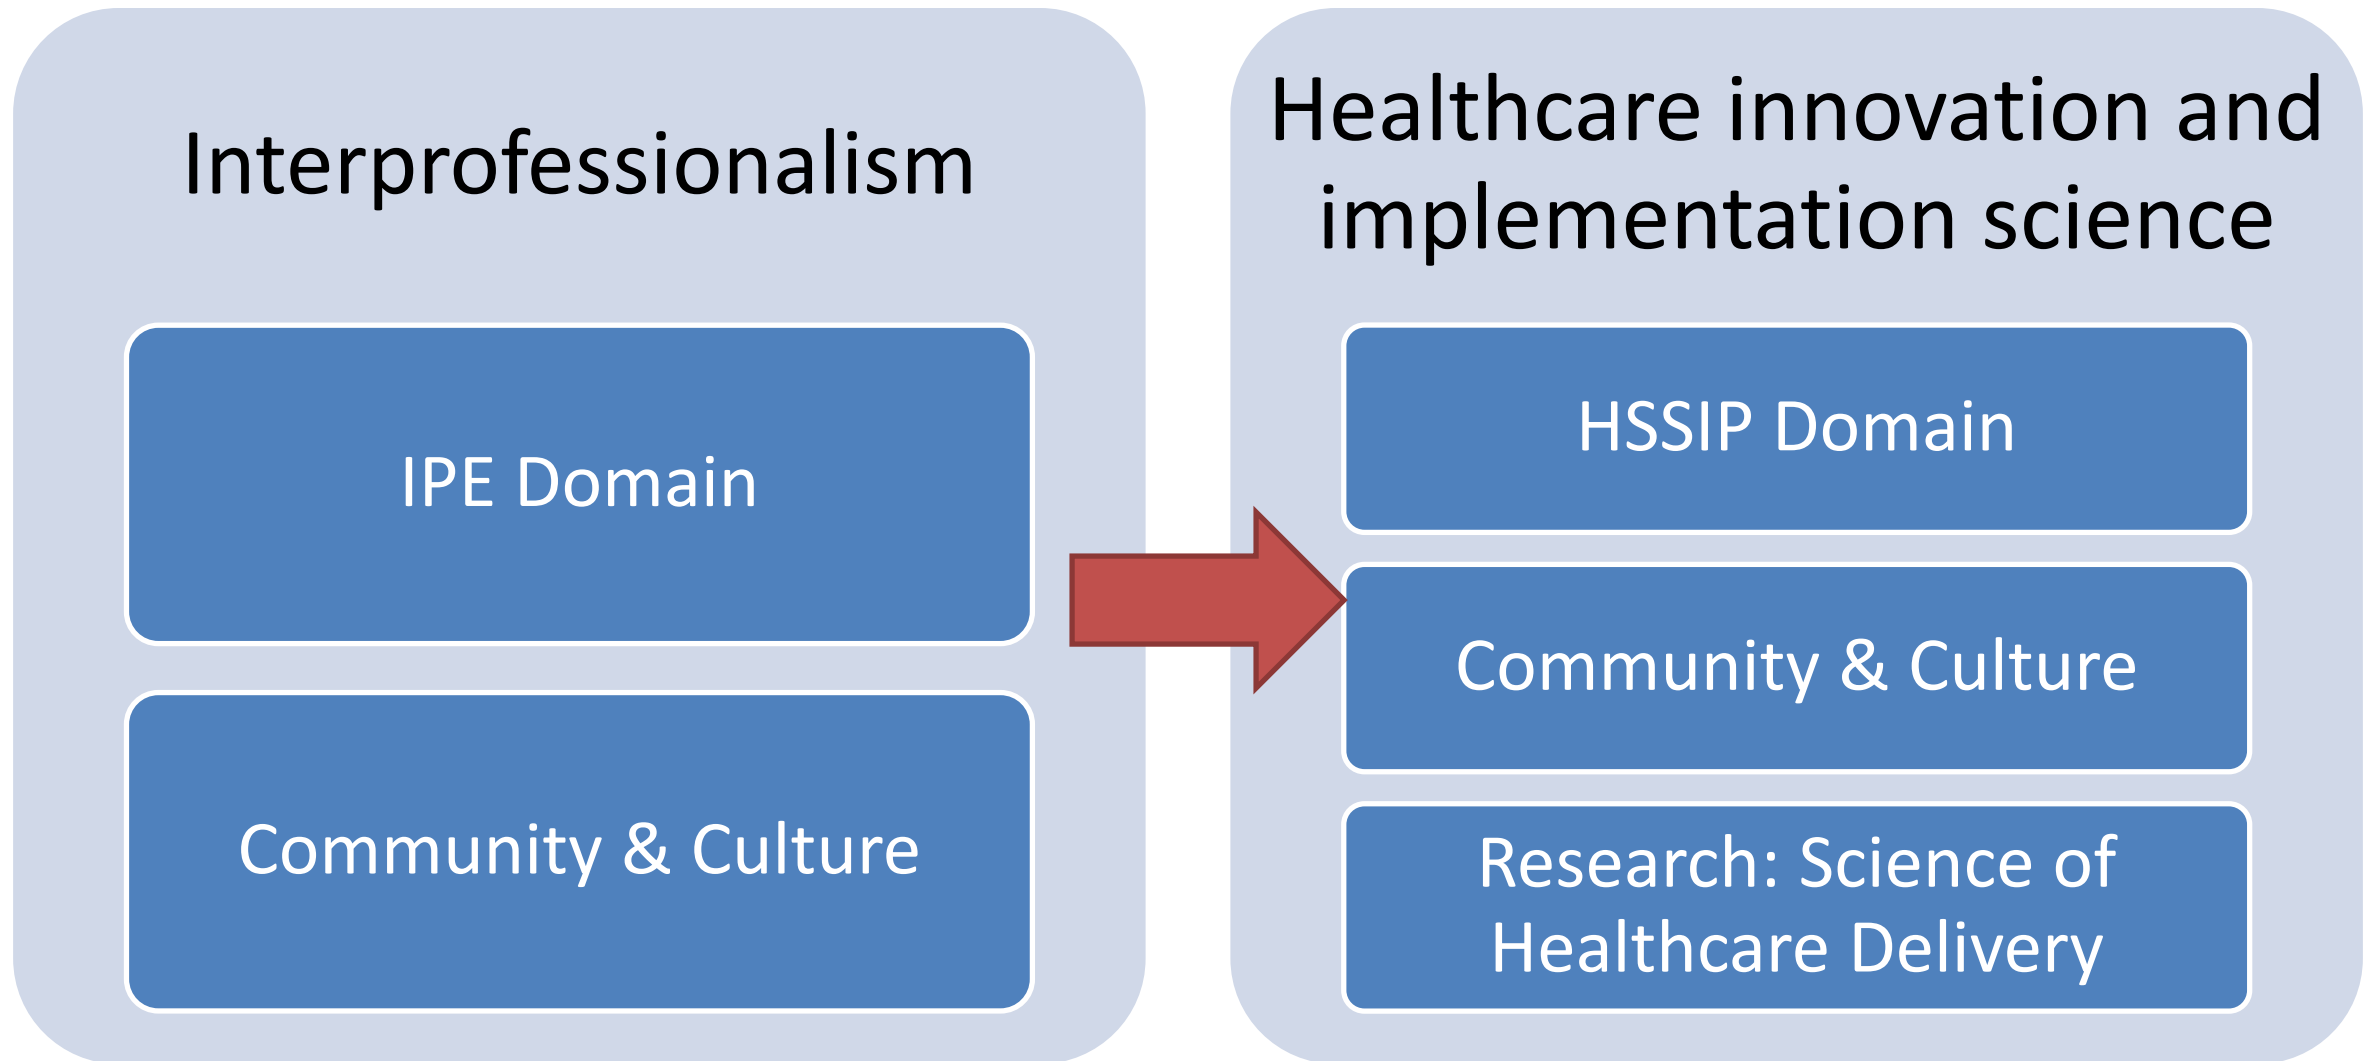 Interprofessionalism
IPE Domain
Community & Culture
Healthcare innovation and
implementation science
HSSIP Domain
Community & Culture
Research: Science of
Healthcare Delivery